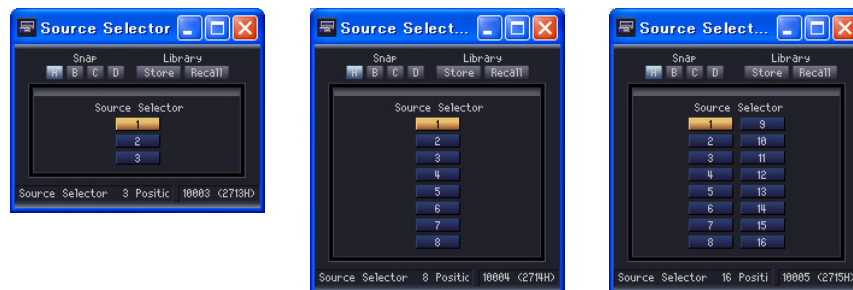 Source Selector
Snap Library
A B C D Store Recall
Source Selector
1
2
3
Source Selector 3 Positic 10003 (2713H)
Source Select...
Snap Library
A B C D Store Recall
Source Selector
1
2
3
4
5
6
7
8
Source Selector 8 Positic 10004 (2714H)
Source Select...
Snap Library
A B C D Store Recall
Source Selector
1 9
2 10
3 11
4 12
5 13
6 14
7 15
8 16
Source Selector 16 Positi 10005 (2715H)